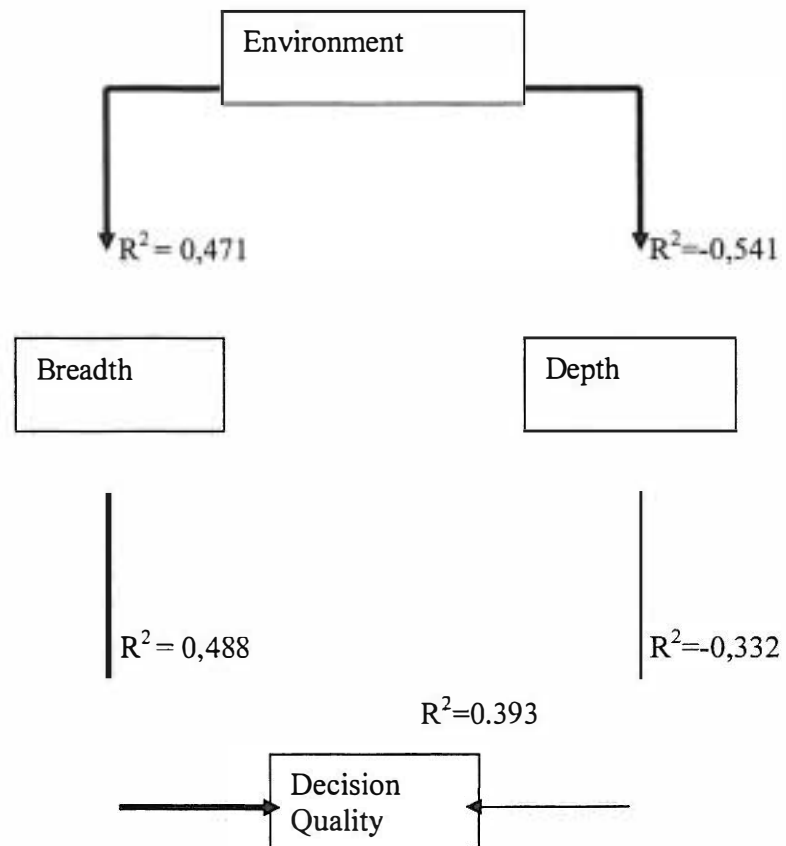 Environment
R² = 0,471
R²=-0,541
Breadth
Depth
R² = 0,488
R²=-0,332
R²=0.393
Decision
Quality